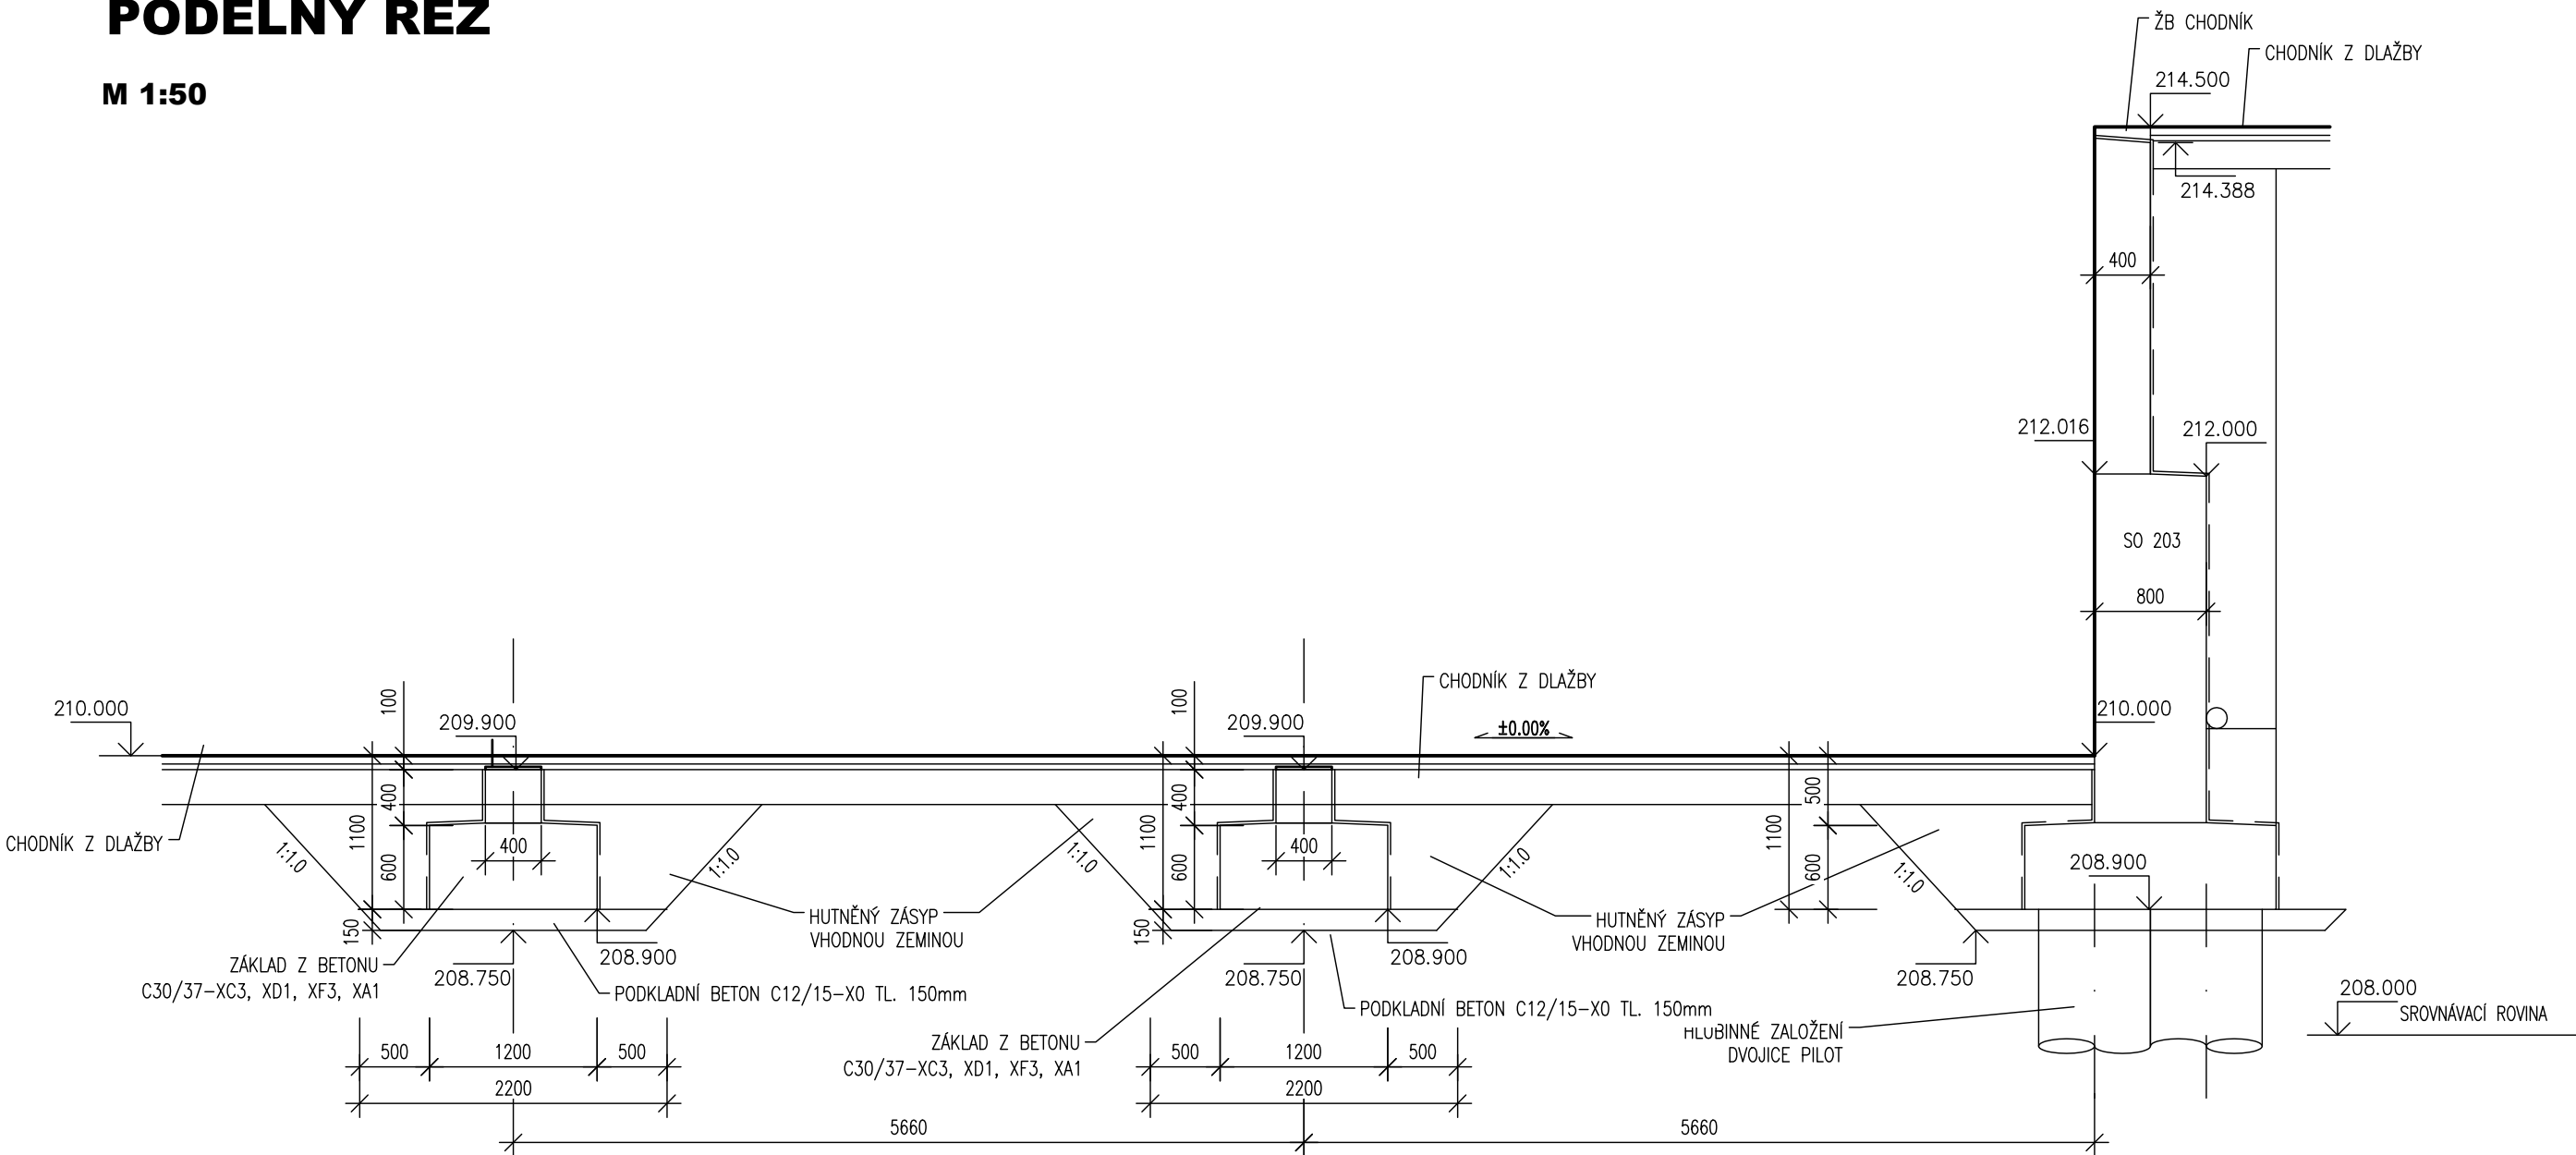 PODÉLNÝ ŘEZ
M 1:50
ŽB CHODNÍK
CHODNÍK Z DLAŽBY
214.500
214.388
400
212.016
212.000
SO 203
800
CHODNÍK Z DLAŽBY
±0.00%
210.000
100
209.900
100
209.900
210.000
400
1100
600
150
400
1:1.0
1:1.0
400
1100
600
150
400
1:1.0
1:1.0
500
1100
600
1:1.0
CHODNÍK Z DLAŽBY
208.900
HUTNĚNÝ ZÁSYP
VHODNOU ZEMINOU
HUTNĚNÝ ZÁSYP
VHODNOU ZEMINOU
ZÁKLAD Z BETONU
C30/37-XC3, XD1, XF3, XA1
208.750
208.900
PODKLADNÍ BETON C12/15-X0 TL. 150mm
208.750
208.900
PODKLADNÍ BETON C12/15-X0 TL. 150mm
208.750
208.000
SROVNÁVACÍ ROVINA
ZÁKLAD Z BETONU
C30/37-XC3, XD1, XF3, XA1
HLUBINNÉ ZALOŽENÍ
DVOJICE PILOT
500
1200
500
2200
500
1200
500
2200
5660
5660